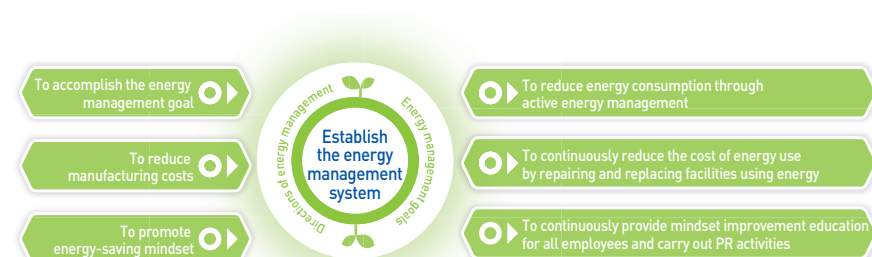 To accomplish the energy
management goal
To reduce
manufacturing costs
To promote
energy-saving mindset
Directions of energy management
Energy management goals
Establish
the energy
management
system
To reduce energy consumption through
active energy management
To continuously reduce the cost of energy use
by repairing and replacing facilities using energy
To continuously provide mindset improvement education
for all employees and carry out PR activities